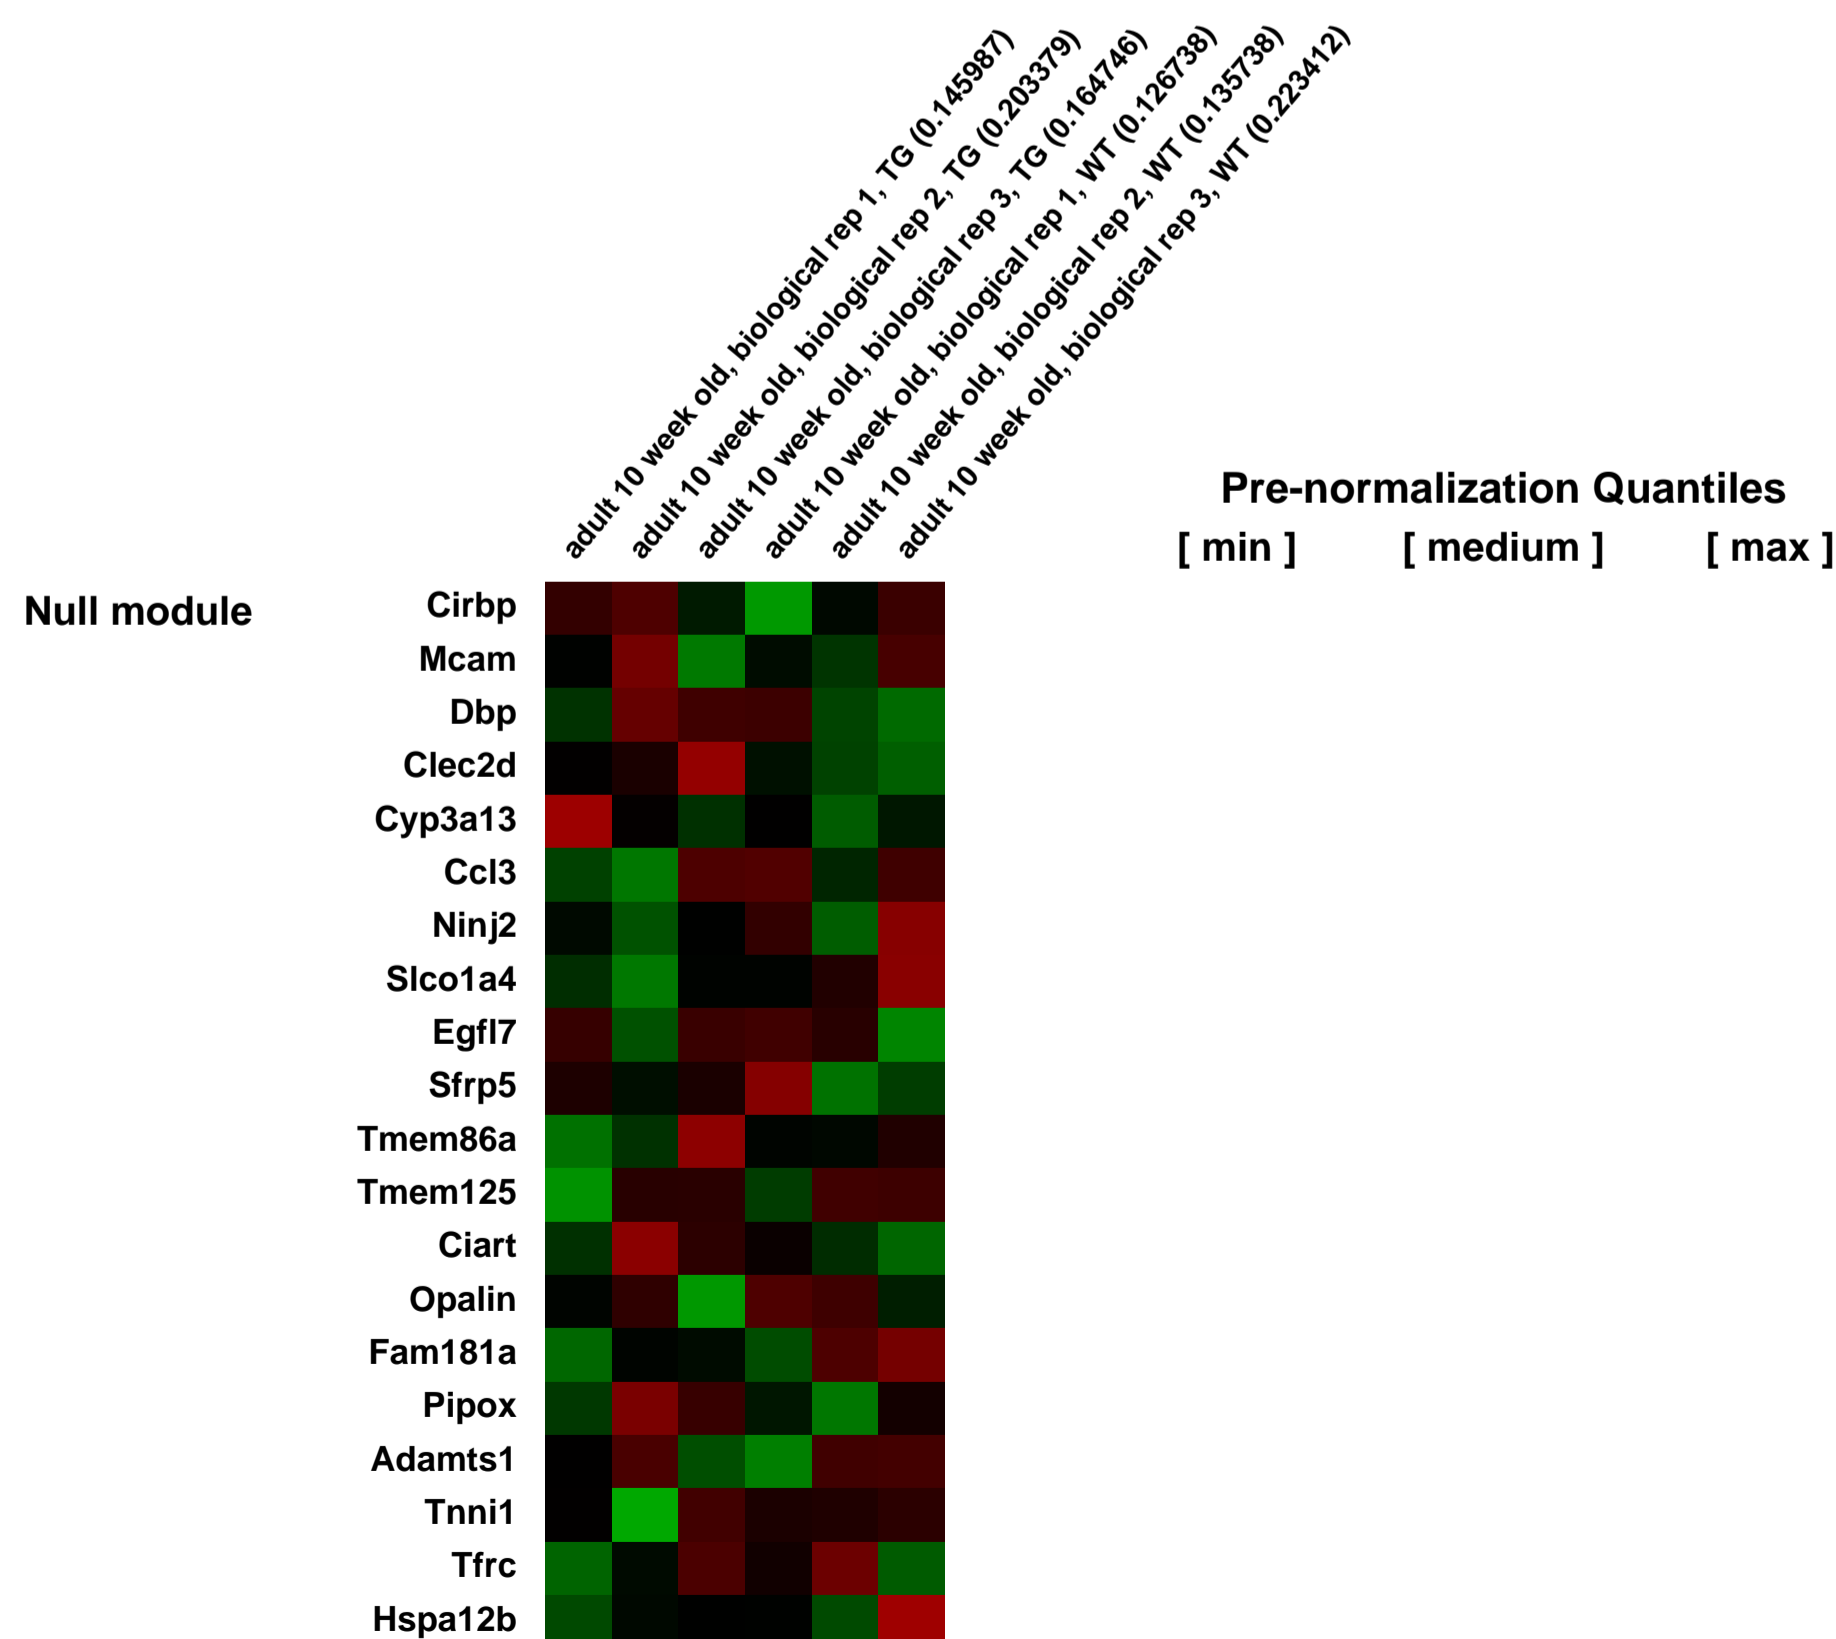 adult 10 week old, biological rep 1, TG (0.145987)
adult 10 week old, biological rep 2, TG (0.203379)
adult 10 week old, biological rep 3, TG (0.164746)
adult 10 week old, biological rep 1, WT (0.126738)
adult 10 week old, biological rep 2, WT (0.135738)
adult 10 week old, biological rep 3, WT (0.223412)
Pre-normalization Quantiles
[ min ] [ medium ] [ max ]
Null module
Cirbp
Mcam
Dbp
Clec2d
Cyp3a13
Ccl3
Ninj2
Slco1a4
Egfl7
Sfrp5
Tmem86a
Tmem125
Ciart
Opalin
Fam181a
Pipox
Adamts1
Tnni1
Tfrc
Hspa12b